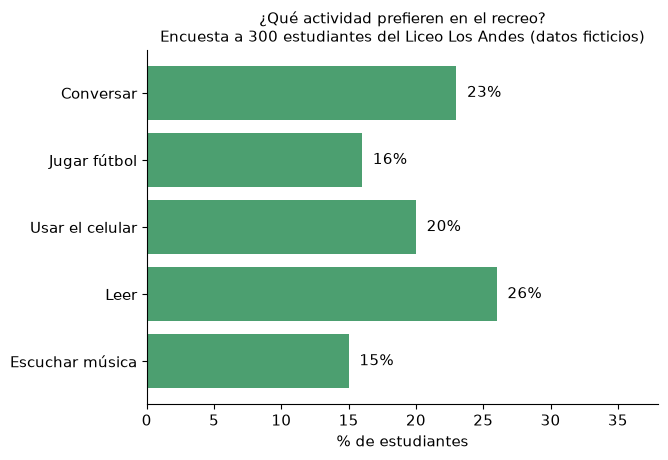 ¿Qué actividad prefieren en el recreo?
Encuesta a 300 estudiantes del Liceo Los Andes (datos ficticios)
Conversar
23%
Jugar fútbol
16%
Usar el celular
20%
Leer
26%
Escuchar música
15%
0 5 10 15 20 25 30 35
% de estudiantes